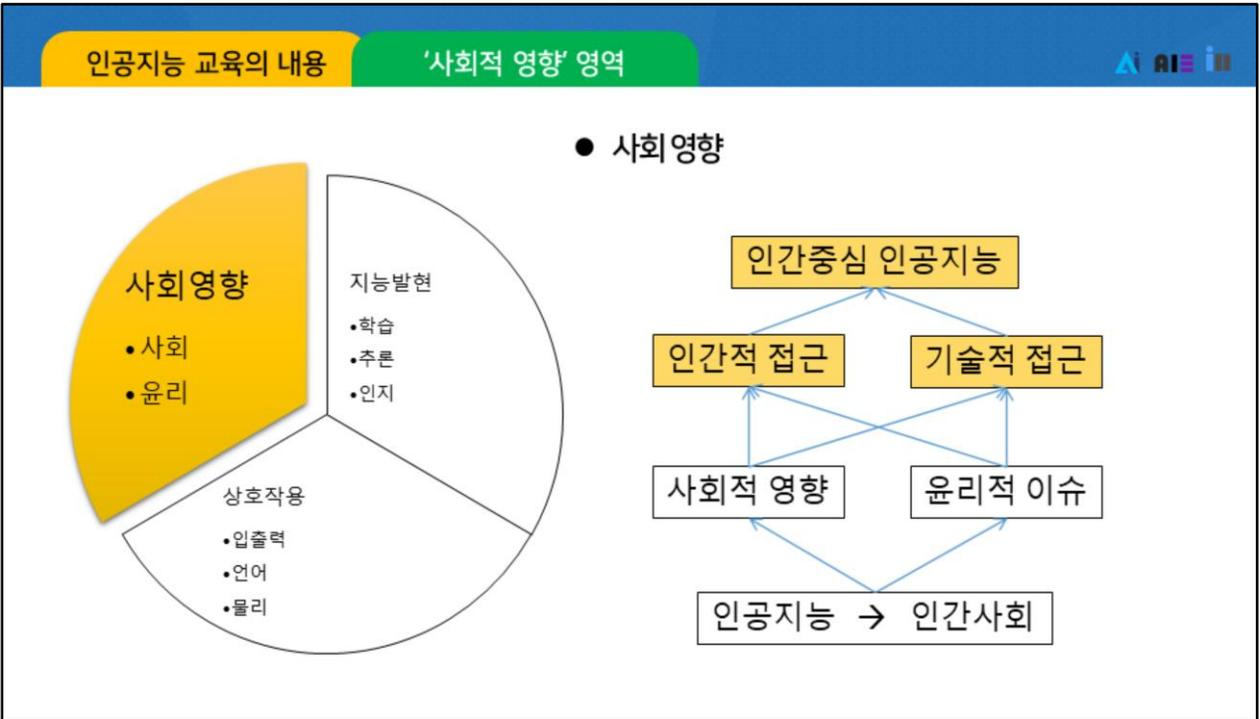 인공지능 교육의 내용
'사회적 영향' 영역
Ai AIE
● 사회 영향
사회영향
•사회
•윤리
지능발현
•학습
•추론
•인지
상호작용
•입출력
•언어
•물리
인간중심 인공지능
인간적 접근
기술적 접근
사회적 영향
윤리적 이슈
인공지능 → 인간사회